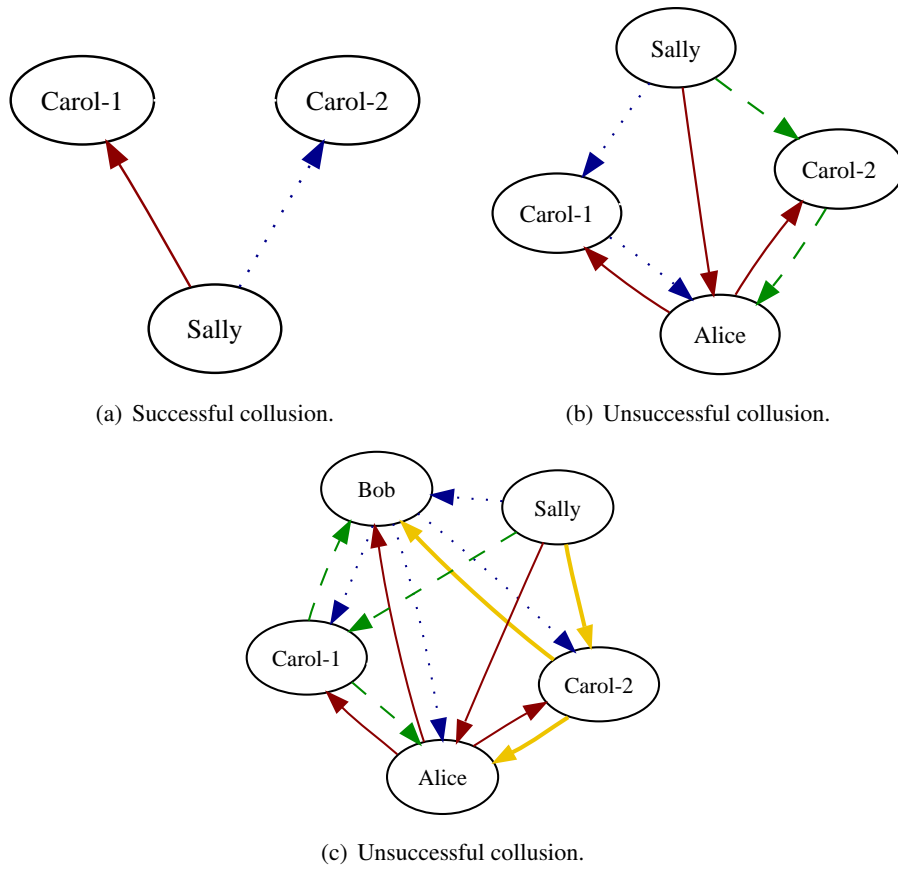 Carol-1
Carol-2
Sally
(a) Successful collusion.
Sally
Carol-2
Carol-1
Alice
(b) Unsuccessful collusion.
Bob
Sally
Carol-1
Carol-2
Alice
(c) Unsuccessful collusion.